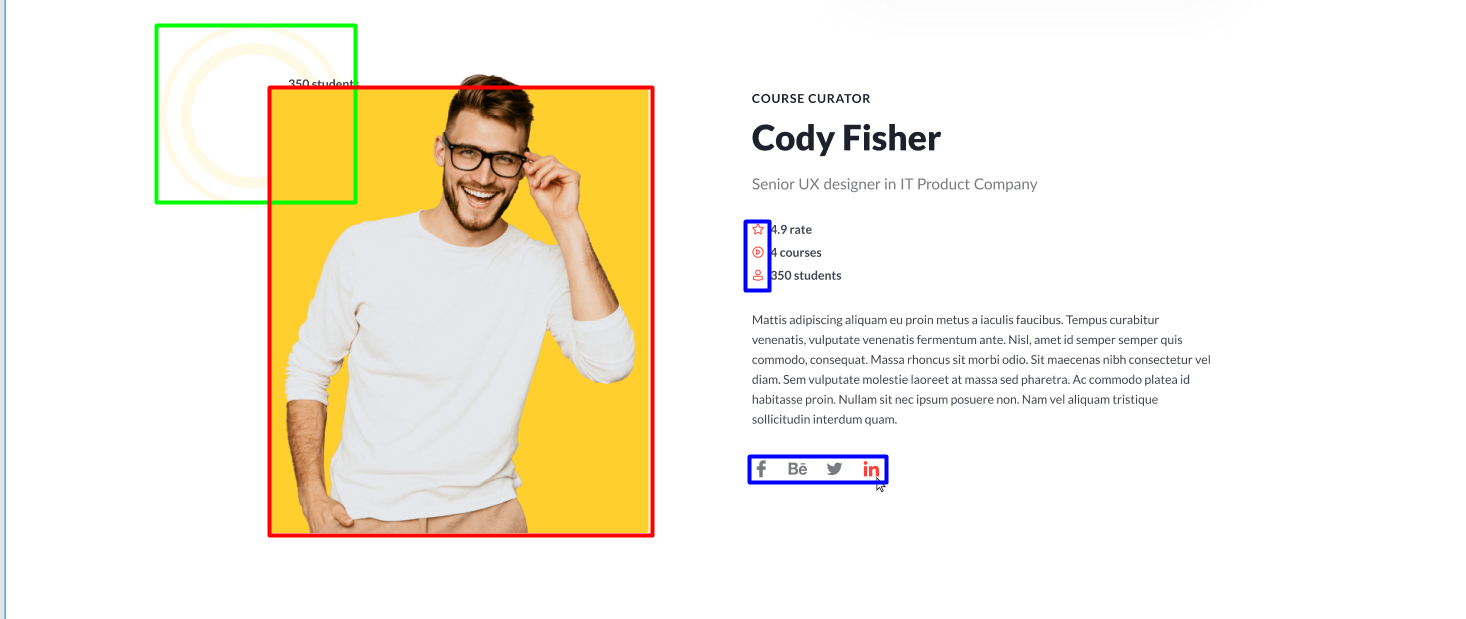 350 students
COURSE CURATOR
Cody Fisher
Senior UX designer in IT Product Company
4.9 rate
4 courses
350 students
Mattis adipiscing aliquam eu proin metus a iaculis faucibus. Tempus curabitur
venenatis, vulputate venenatis fermentum ante. Nisl, amet id semper semper quis
commodo, consequat. Massa rhoncus sit morbi odio. Sit maecenas nibh consectetur vel
diam. Sem vulputate molestie laoreet at massa sed pharetra. Ac commodo platea id
habitasse proin. Nullam sit nec ipsum posuere non. Nam vel aliquam tristique
sollicitudin interdum quam.
f Bē in